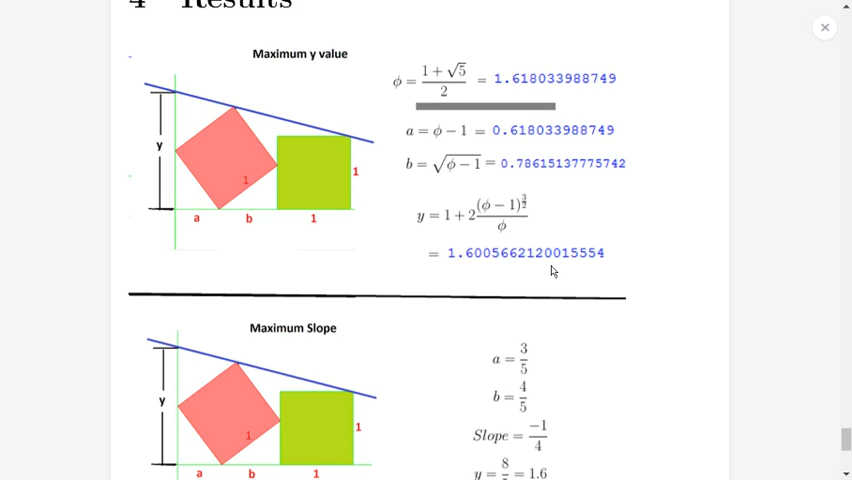 4 Results
Maximum y value
ϕ = (1 + √5)/2 = 1.618033988749
a = ϕ − 1 = 0.618033988749
b = √(ϕ − 1) = 0.78615137775742
y = 1 + 2 (ϕ − 1)^(3/2)/ϕ
= 1.6005662120015554
y
1
1
a b 1
Maximum Slope
a = 3/5
b = 4/5
Slope = −1/4
y = 8/5 = 1.6
y
1
1
a b 1